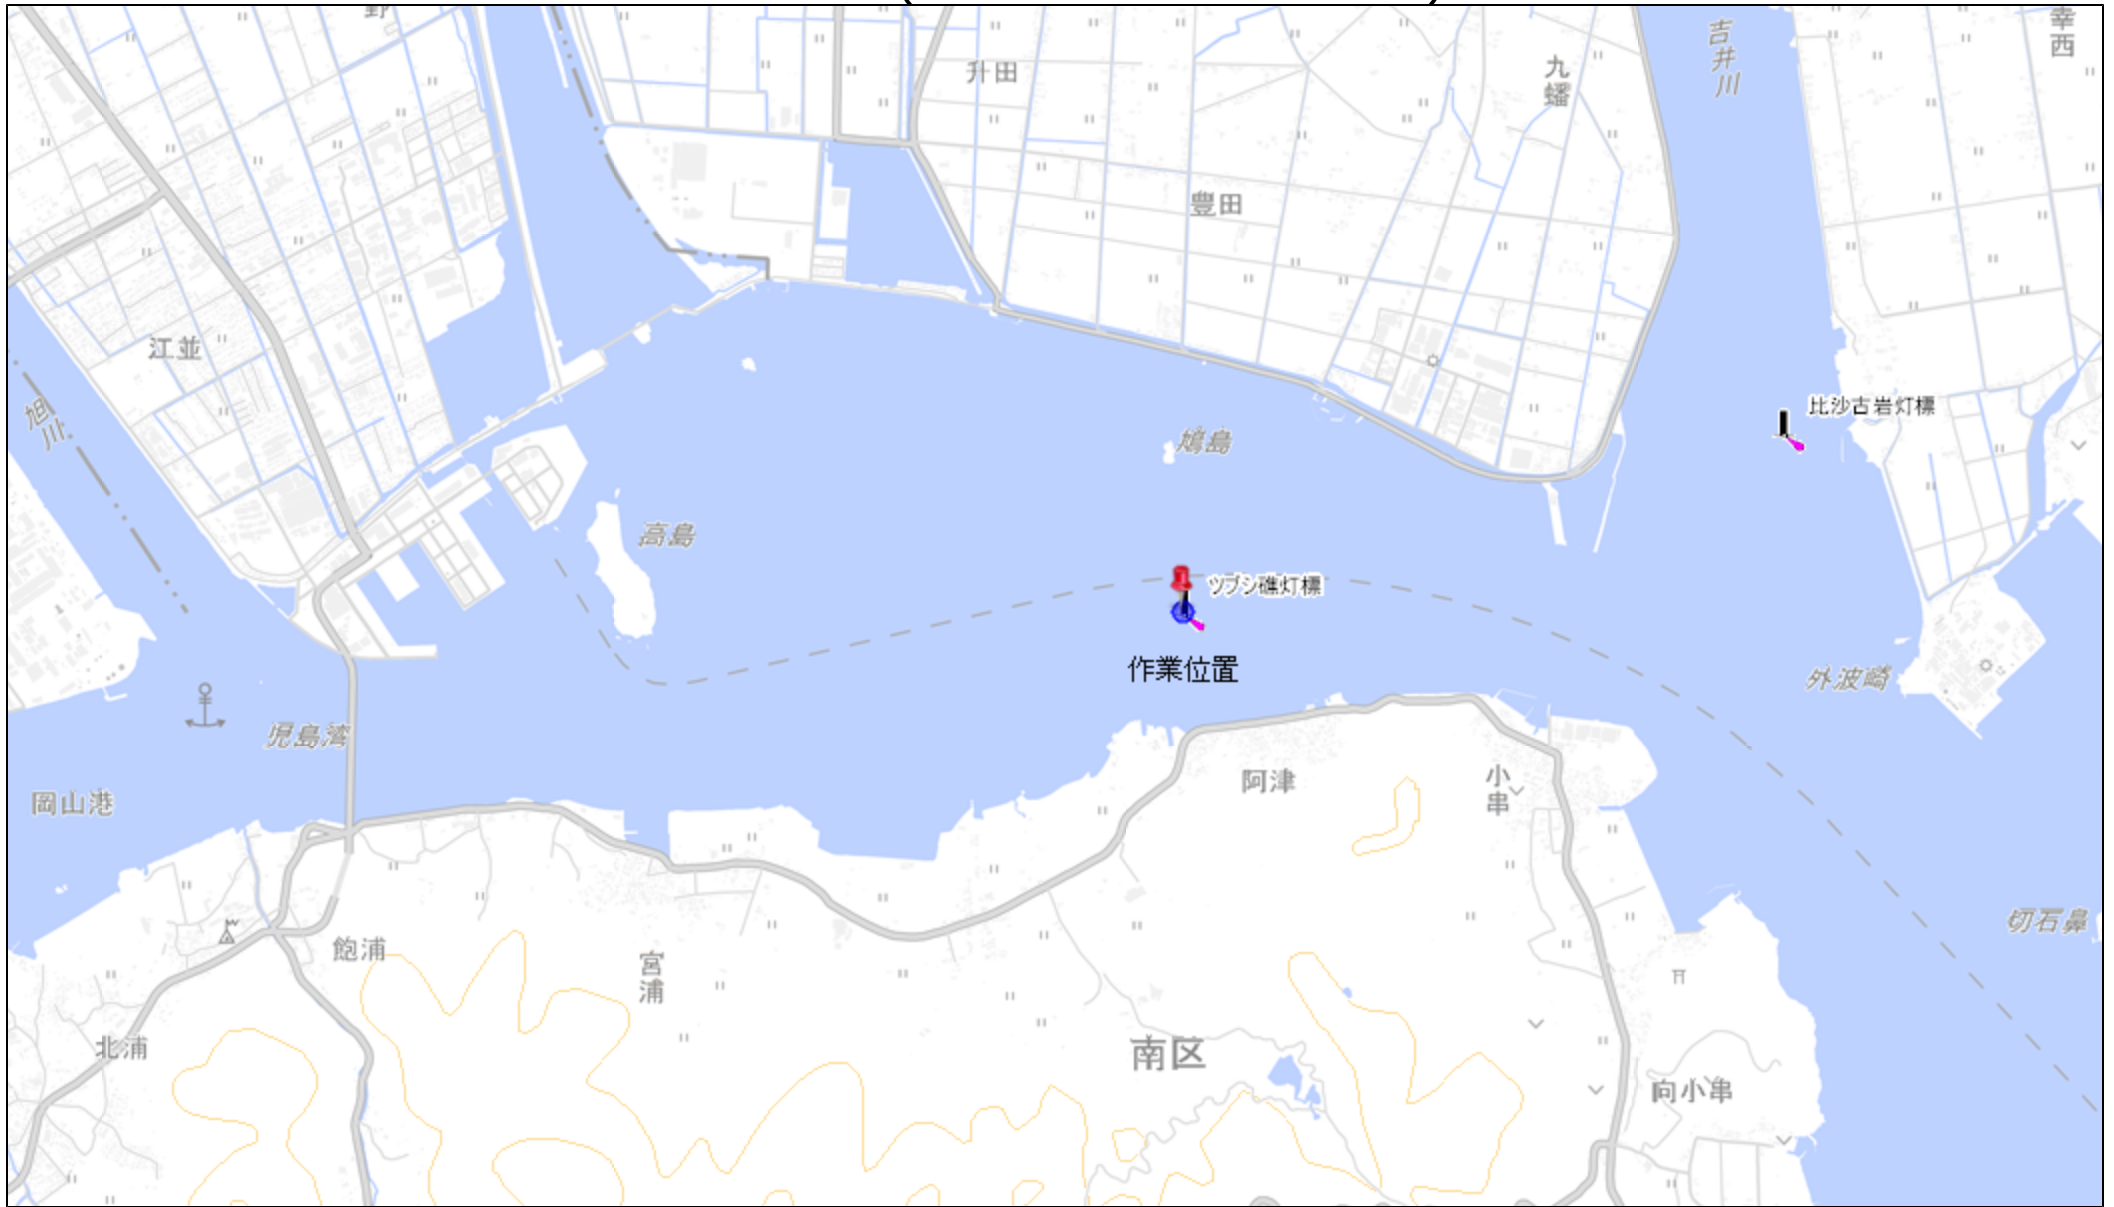 野
幸西
吉井川
升田
九蟠
豊田
江並
旭川
比沙古岩灯標
鳩島
高島
ツブシ礁灯標
作業位置
外波崎
児島湾
岡山港
阿津
小串
切石鼻
飽浦
宮浦
北浦
南区
向小串